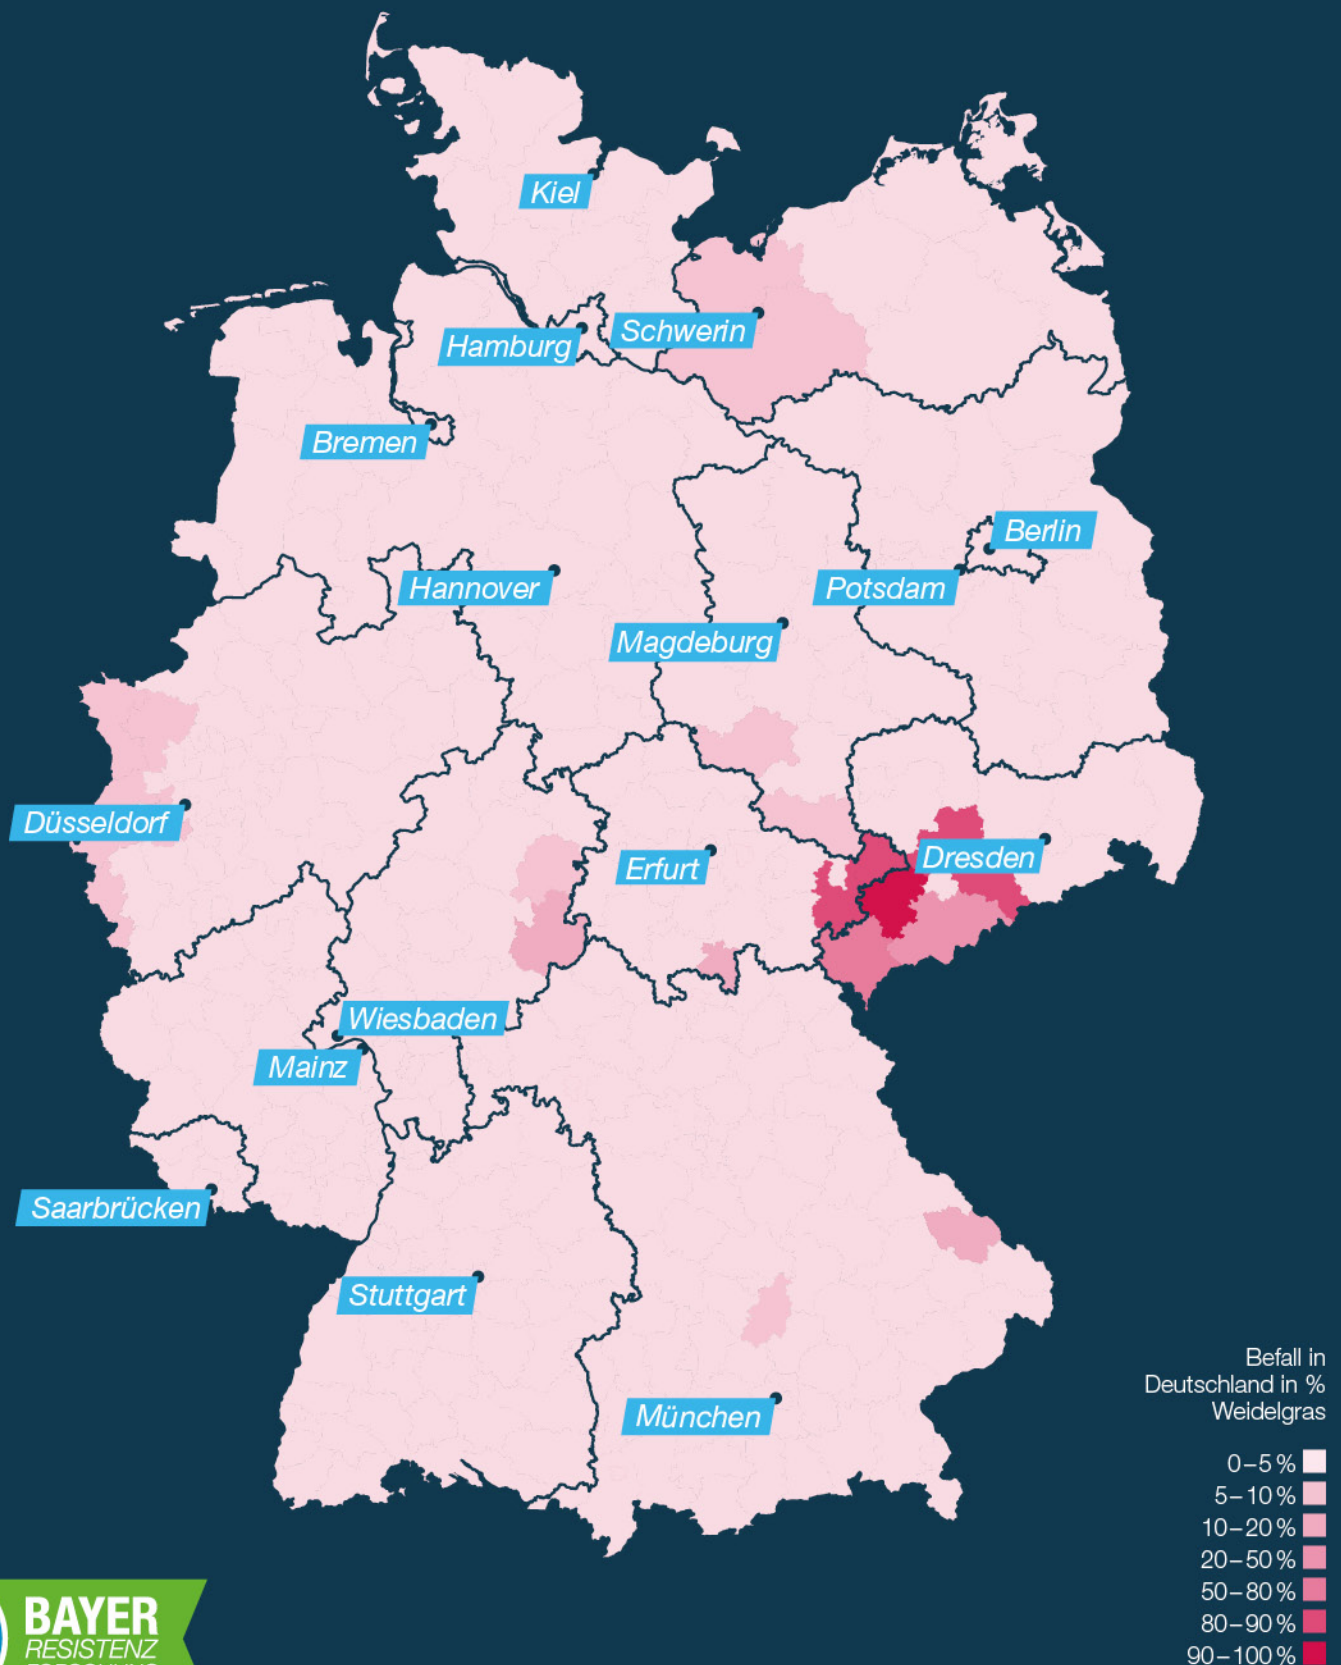 Kiel
Schwerin
Hamburg
Bremen
Berlin
Hannover
Potsdam
Magdeburg
Düsseldorf
Erfurt
Dresden
Wiesbaden
Mainz
Saarbrücken
Stuttgart
München
Befall in
Deutschland in %
Weidelgras
0–5 %
5–10 %
10–20 %
20–50 %
50–80 %
80–90 %
90–100 %
BAYER
RESISTENZ